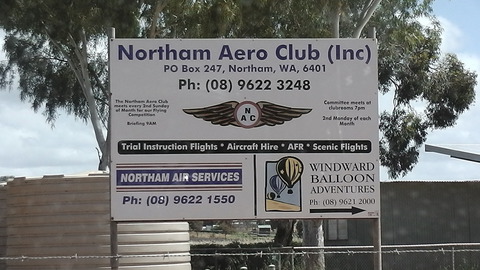 Northam Aero Club (Inc)
PO Box 247, Northam, WA, 6401
Ph: (08) 9622 3248
The Northam Aero Club
meets every 2nd Sunday
of Month for our Flying
Competition
Briefing 9AM
N
A C
Committee meets at
clubrooms 7pm
2nd Monday of each
Month
Trial Instruction Flights * Aircraft Hire * AFR * Scenic Flights
NORTHAM AIR SERVICES
Ph: (08) 9622 1550
WINDWARD
BALLOON
ADVENTURES
Ph: (08) 9621 2000